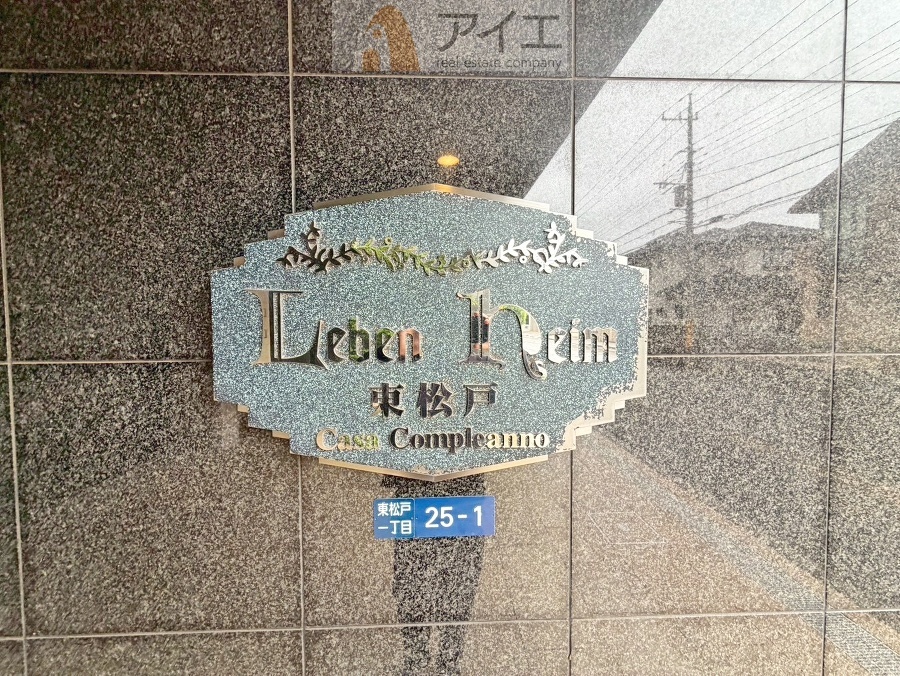 アイエ
real estate company
Leben Heim
東松戸
Casa Compleanno
東松戸
一丁目
25-1